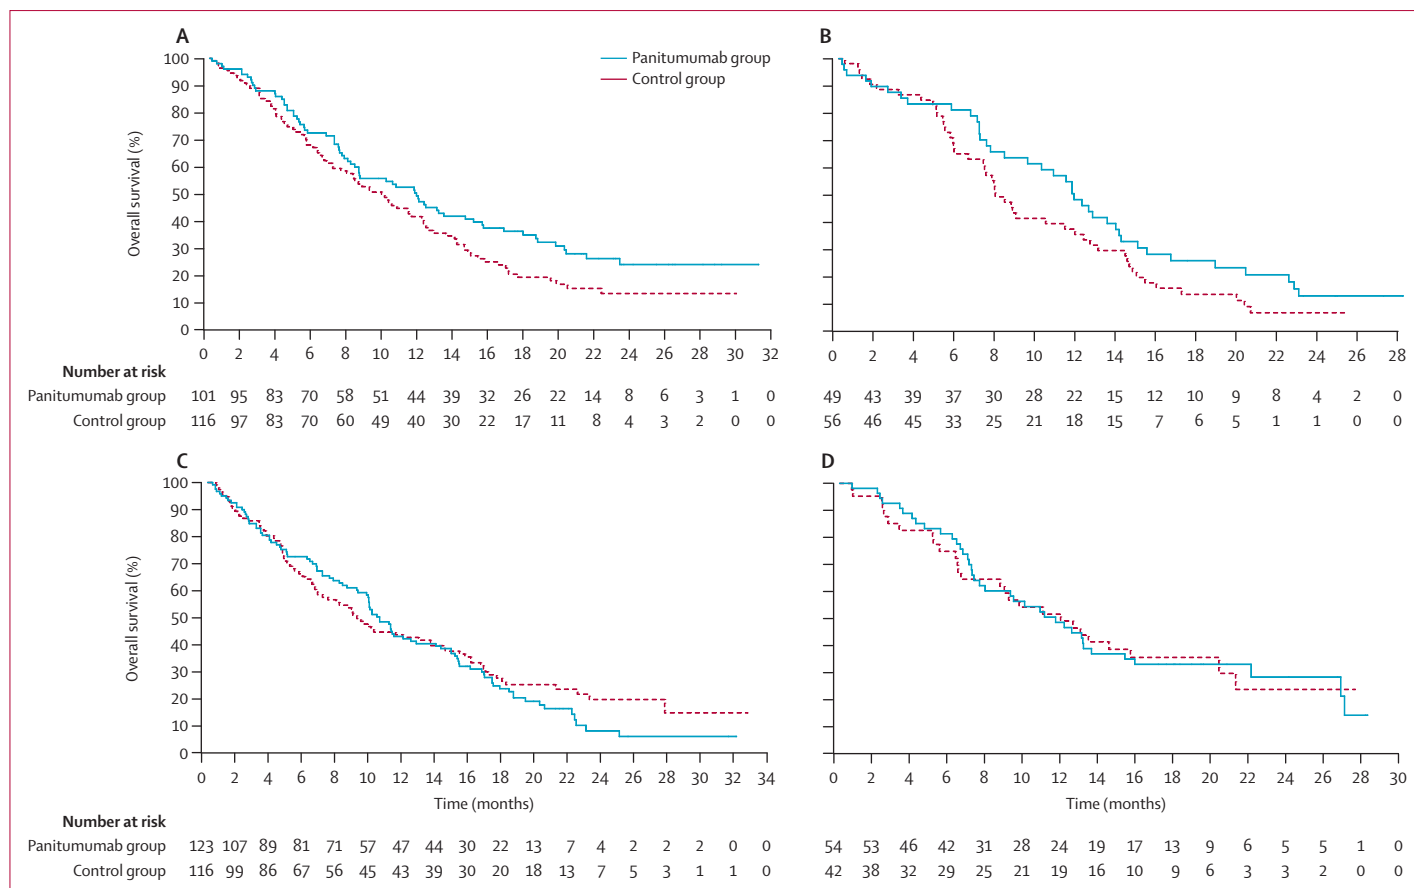 A
B
Panitumumab group
Control group
Overall survival (%)
100
90
80
70
60
50
40
30
20
10
0
0 2 4 6 8 10 12 14 16 18 20 22 24 26 28 30 32
0 2 4 6 8 10 12 14 16 18 20 22 24 26 28
Number at risk
Panitumumab group 101 95 83 70 58 51 44 39 32 26 22 14 8 6 3 1 0 49 43 39 37 30 28 22 15 12 10 9 8 4 2 0
Control group 116 97 83 70 60 49 40 30 22 17 11 8 4 3 2 0 0 56 46 45 33 25 21 18 15 7 6 5 1 1 0 0
C
D
Overall survival (%)
100
90
80
70
60
50
40
30
20
10
0
0 2 4 6 8 10 12 14 16 18 20 22 24 26 28 30 32 34
0 2 4 6 8 10 12 14 16 18 20 22 24 26 28 30
Time (months)
Time (months)
Number at risk
Panitumumab group 123 107 89 81 71 57 47 44 30 22 13 7 4 2 2 2 0 0 54 53 46 42 31 28 24 19 17 13 9 6 5 5 1 0
Control group 116 99 86 67 56 45 43 39 30 20 18 13 7 5 3 1 1 0 42 38 32 29 25 21 19 16 10 9 6 3 3 2 0 0